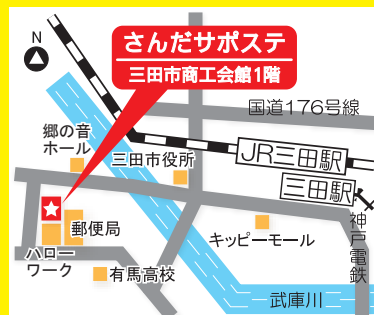 さんだサポステ
三田市商工会館1階
N
国道176号線
郷の音
ホール
三田市役所
JR三田駅
三田駅
神戸電鉄
郵便局
ハロー
ワーク
キッピーモール
有馬高校
武庫川